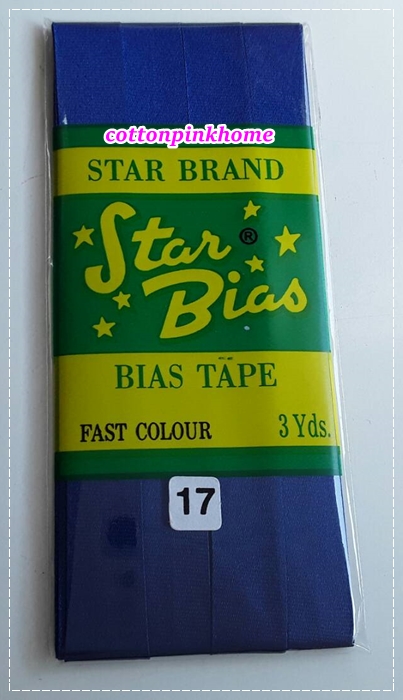 cottonpinkhome
STAR BRAND
Star ®
Bias
BIAS TAPE
FAST COLOUR 3 Yds.
17